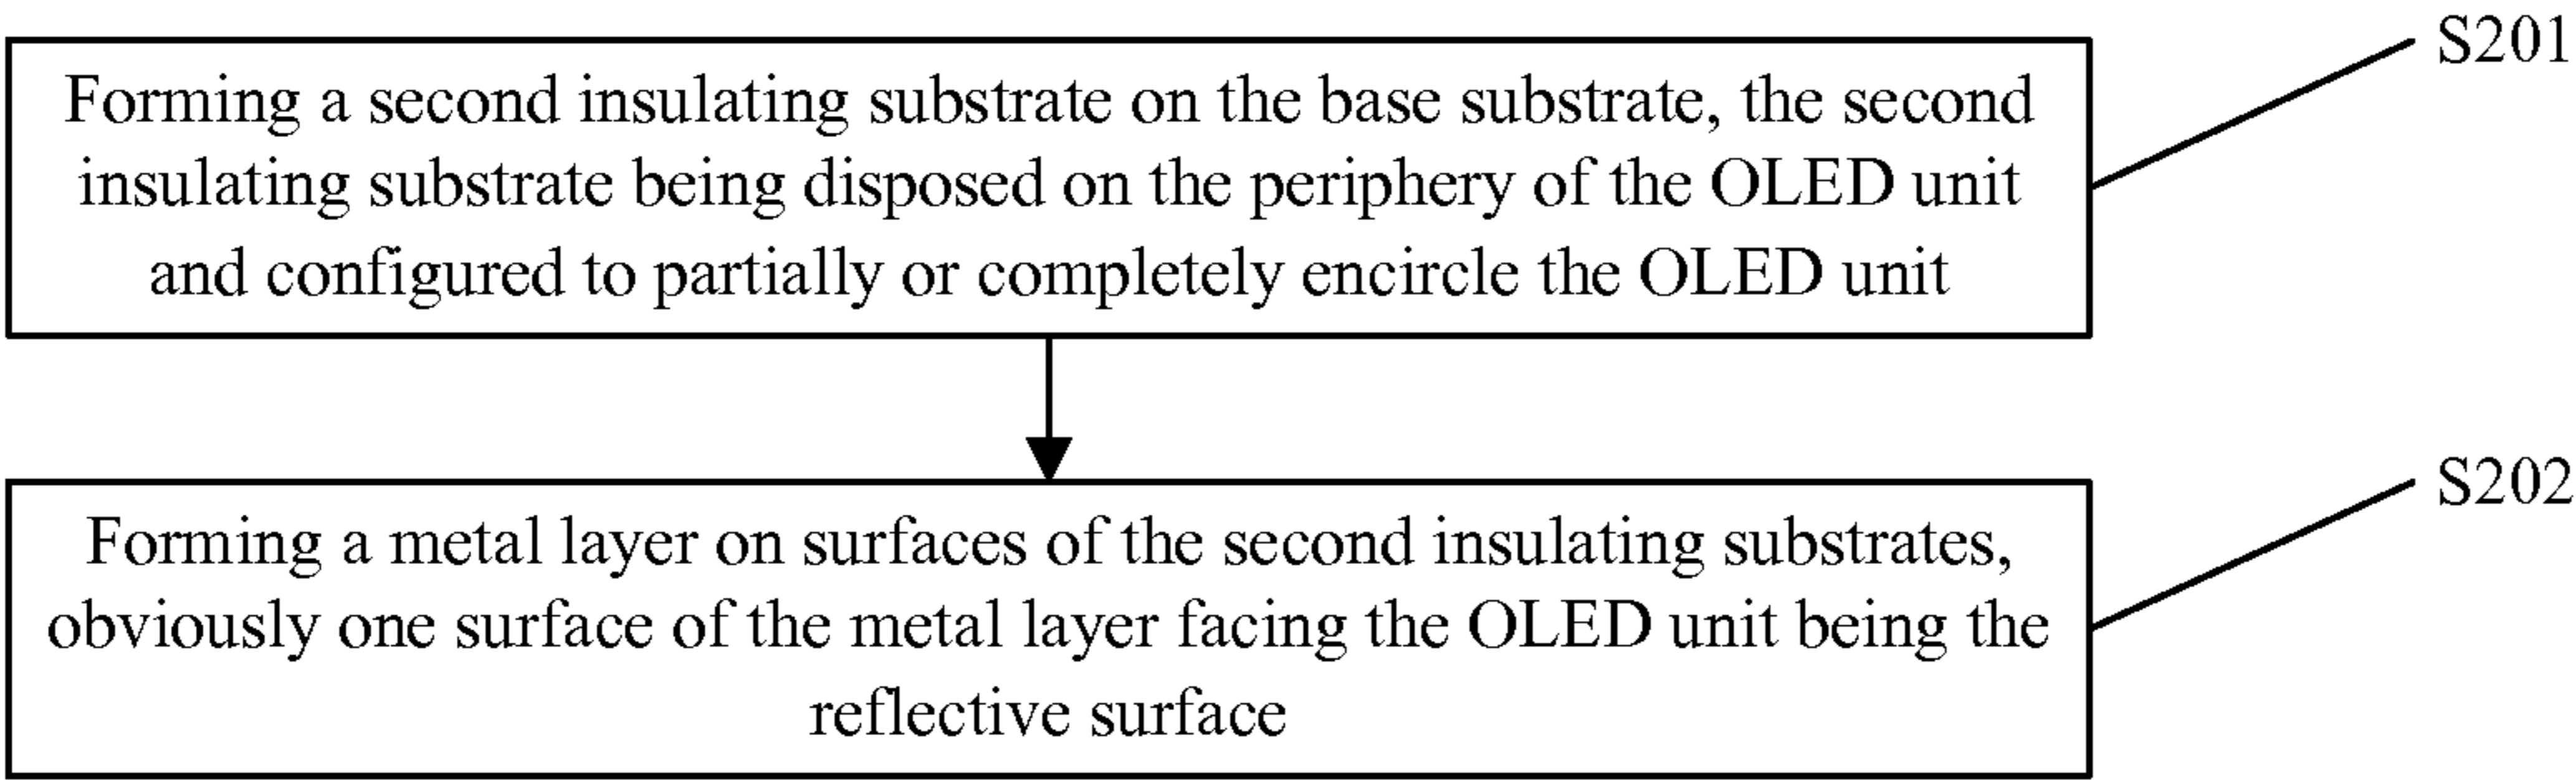 S201
Forming a second insulating substrate on the base substrate, the second
insulating substrate being disposed on the periphery of the OLED unit
and configured to partially or completely encircle the OLED unit
S202
Forming a metal layer on surfaces of the second insulating substrates,
obviously one surface of the metal layer facing the OLED unit being the
reflective surface